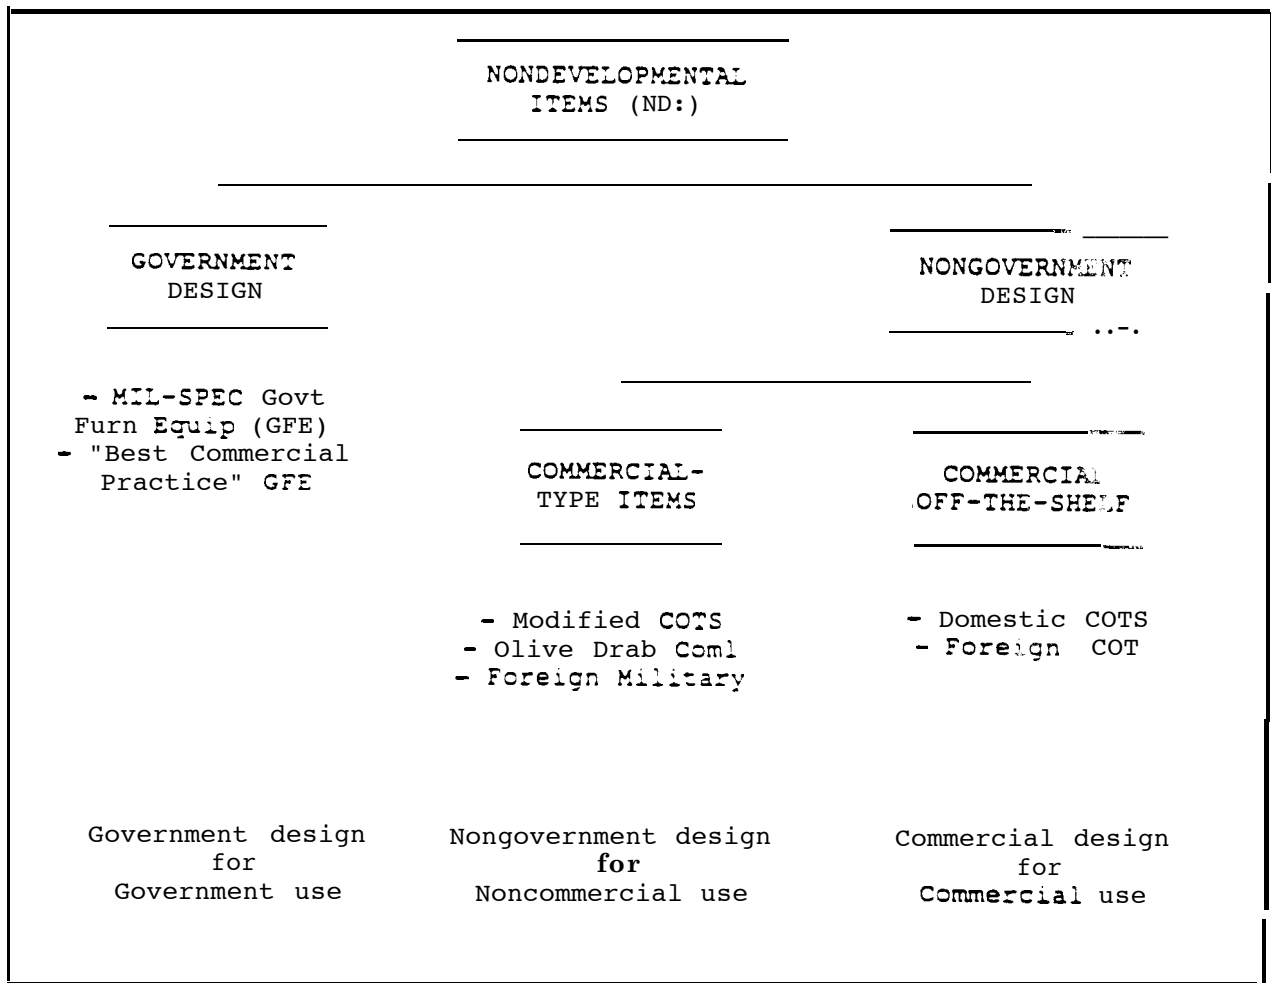 NONDEVELOPMENTAL
ITEMS (ND:)
GOVERNMENT
DESIGN
NONGOVERNMENT
DESIGN
- MIL-SPEC Govt
Furn Equip (GFE)
- "Best Commercial
Practice" GFE
COMMERCIAL-
TYPE ITEMS
COMMERCIAL
OFF-THE-SHELF
- Modified COTS
- Olive Drab Coml
- Foreign Military
- Domestic COTS
- Foreign COT
Government design
for
Government use
Nongovernment design
for
Noncommercial use
Commercial design
for
Commercial use